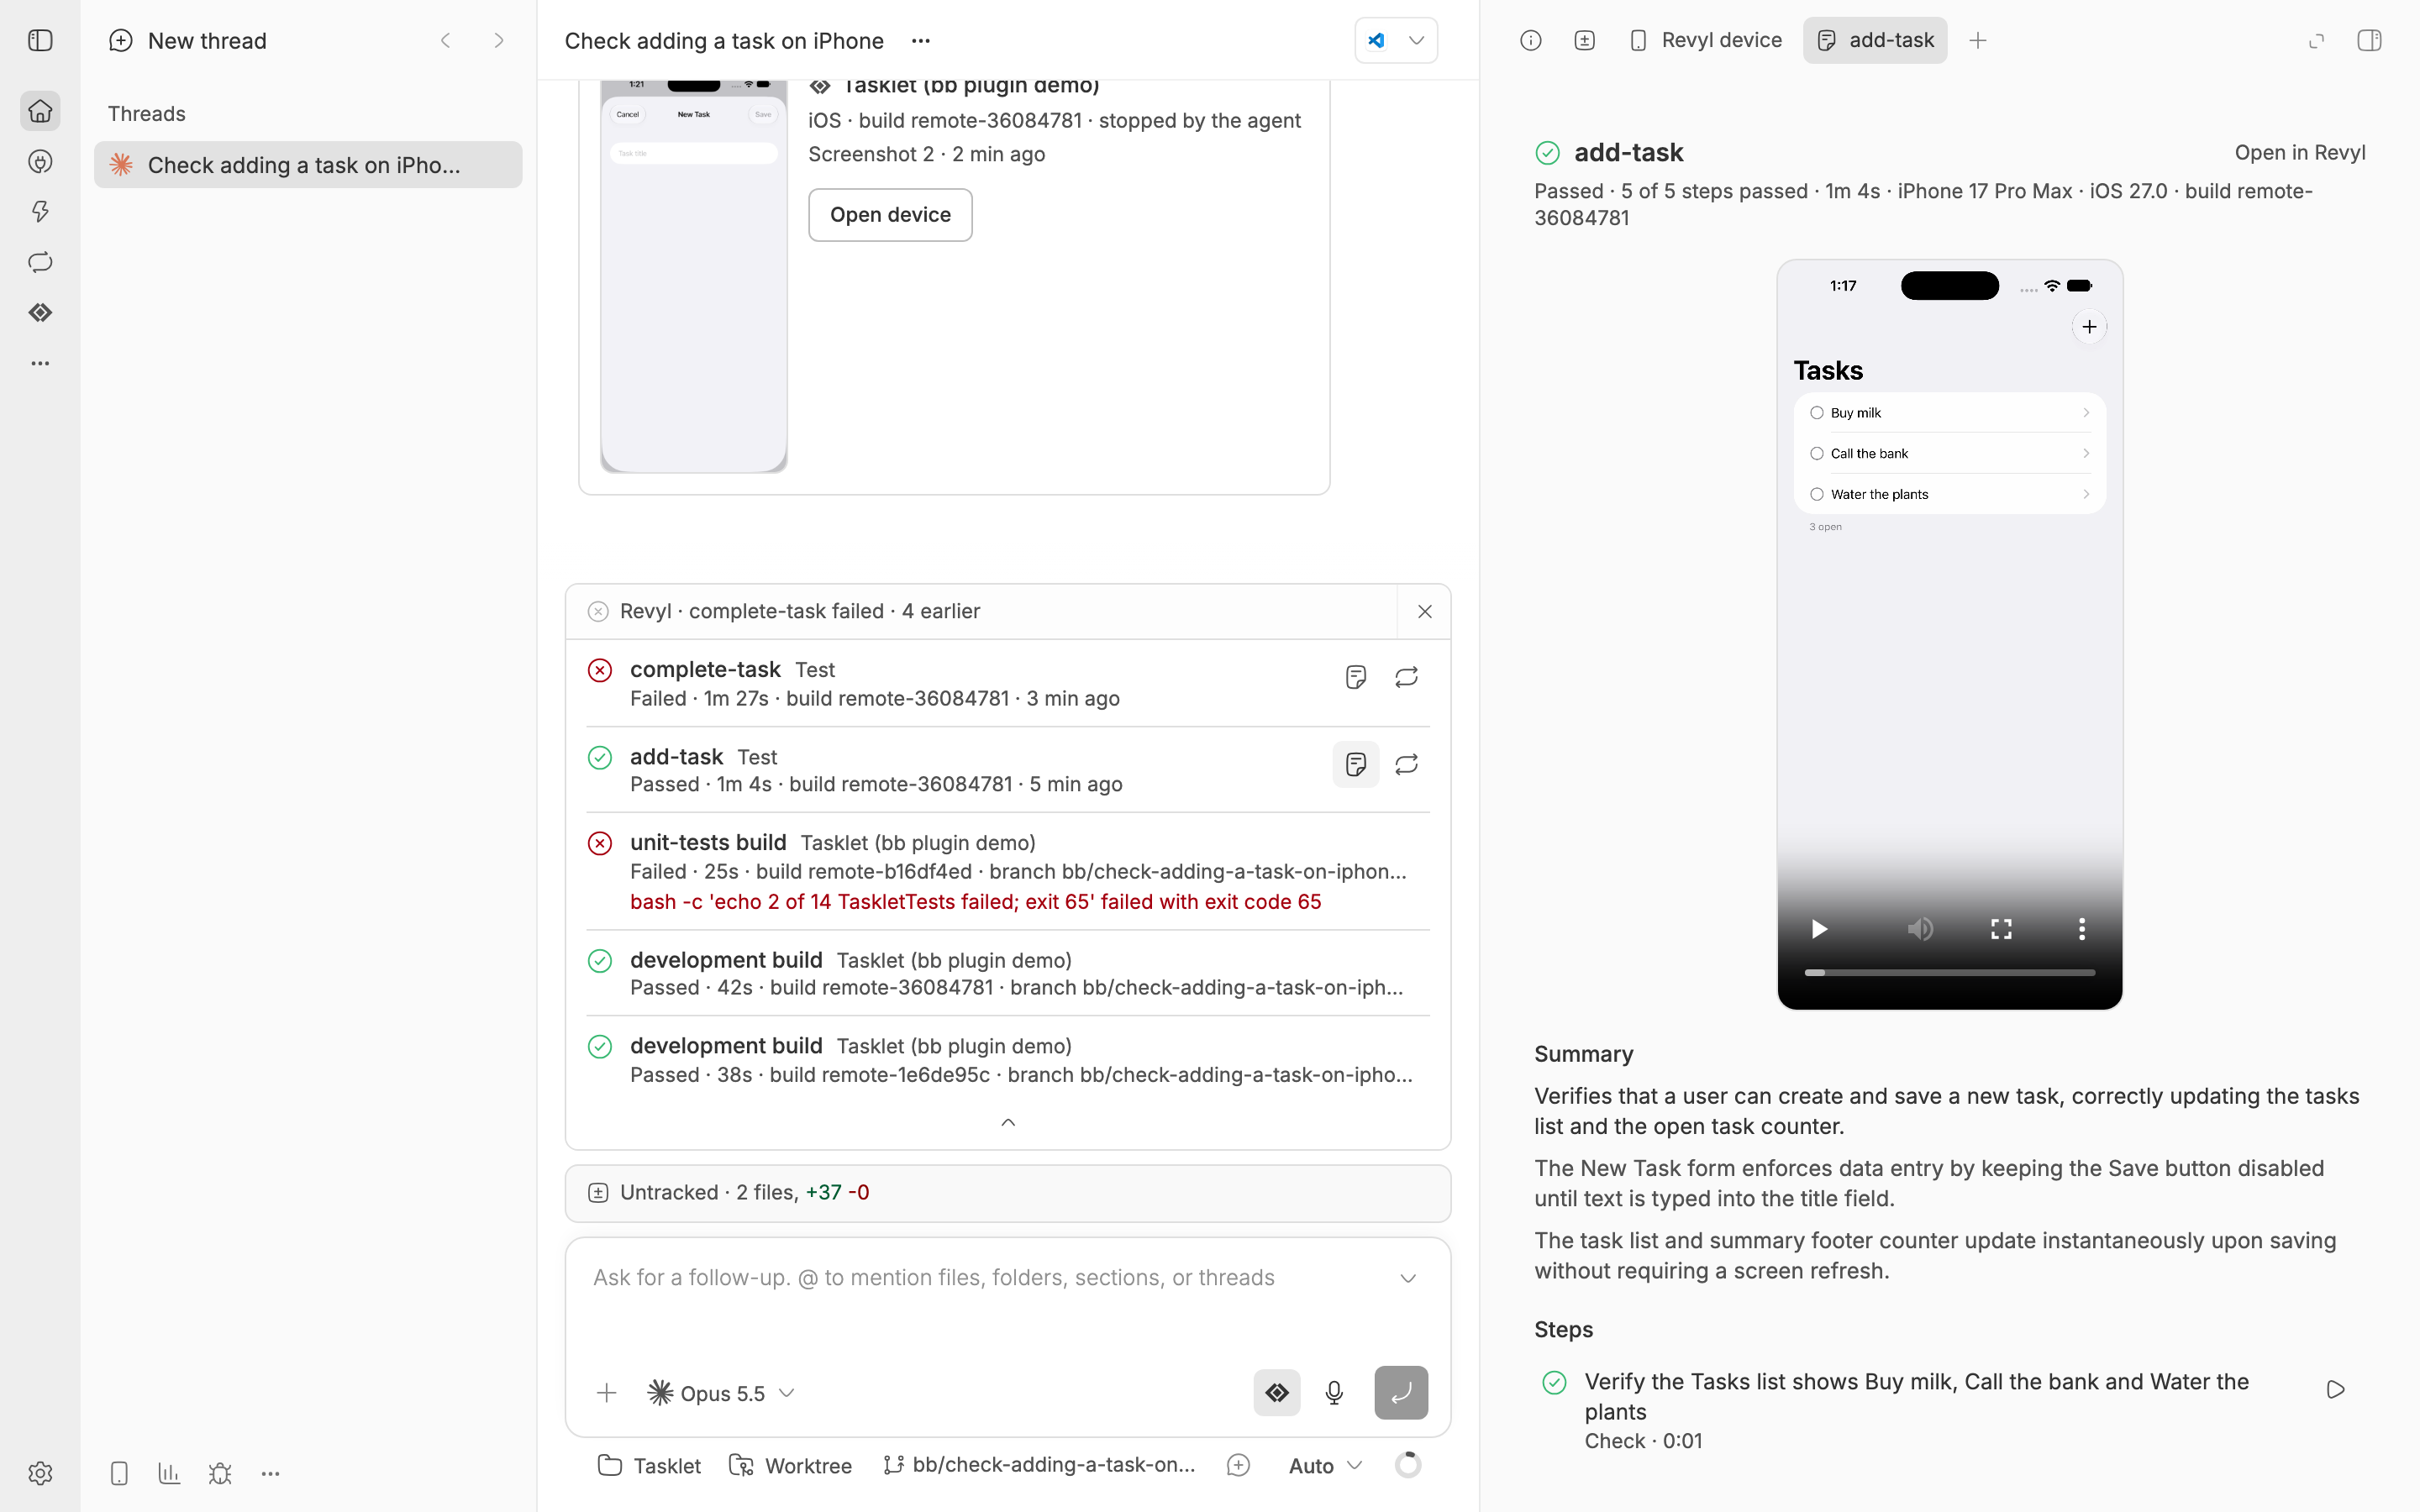 New thread
Threads
Check adding a task on iPho...
Check adding a task on iPhone
1:21
Cancel
New Task
Save
Task title
Tasklet (bb plugin demo)
iOS · build remote-36084781 · stopped by the agent
Screenshot 2 · 2 min ago
Open device
Revyl · complete-task failed · 4 earlier
complete-task Test
Failed · 1m 27s · build remote-36084781 · 3 min ago
add-task Test
Passed · 1m 4s · build remote-36084781 · 5 min ago
unit-tests build Tasklet (bb plugin demo)
Failed · 25s · build remote-b16df4ed · branch bb/check-adding-a-task-on-iphon...
bash -c 'echo 2 of 14 TaskletTests failed; exit 65' failed with exit code 65
development build Tasklet (bb plugin demo)
Passed · 42s · build remote-36084781 · branch bb/check-adding-a-task-on-iph...
development build Tasklet (bb plugin demo)
Passed · 38s · build remote-1e6de95c · branch bb/check-adding-a-task-on-ipho...
Untracked · 2 files, +37 -0
Ask for a follow-up. @ to mention files, folders, sections, or threads
Opus 5.5
Tasklet
Worktree
bb/check-adding-a-task-on...
Auto
Revyl device
add-task
add-task
Open in Revyl
Passed · 5 of 5 steps passed · 1m 4s · iPhone 17 Pro Max · iOS 27.0 · build remote-
36084781
1:17
Tasks
Buy milk
Call the bank
Water the plants
3 open
Summary
Verifies that a user can create and save a new task, correctly updating the tasks
list and the open task counter.
The New Task form enforces data entry by keeping the Save button disabled
until text is typed into the title field.
The task list and summary footer counter update instantaneously upon saving
without requiring a screen refresh.
Steps
Verify the Tasks list shows Buy milk, Call the bank and Water the
plants
Check · 0:01